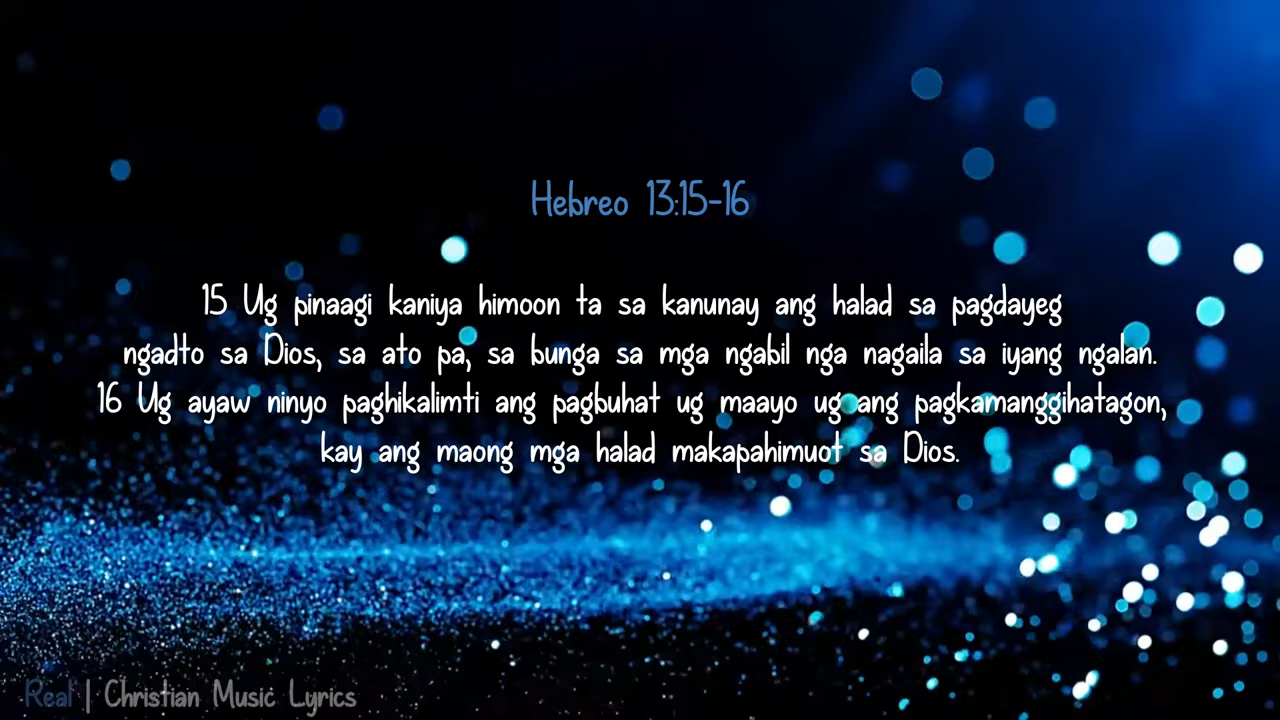 Hebreo 13:15-16
15 Ug pinaagi kaniya himoon ta sa kanunay ang halad sa pagdayeg
ngadto sa Dios, sa ato pa, sa bunga sa mga ngabil nga nagaila sa iyang ngalan.
16 Ug ayaw ninyo paghikalimti ang pagbuhat ug maayo ug ang pagkamanggihatagon,
kay ang maong mga halad makapahimuot sa Dios.
Real | Christian Music Lyrics